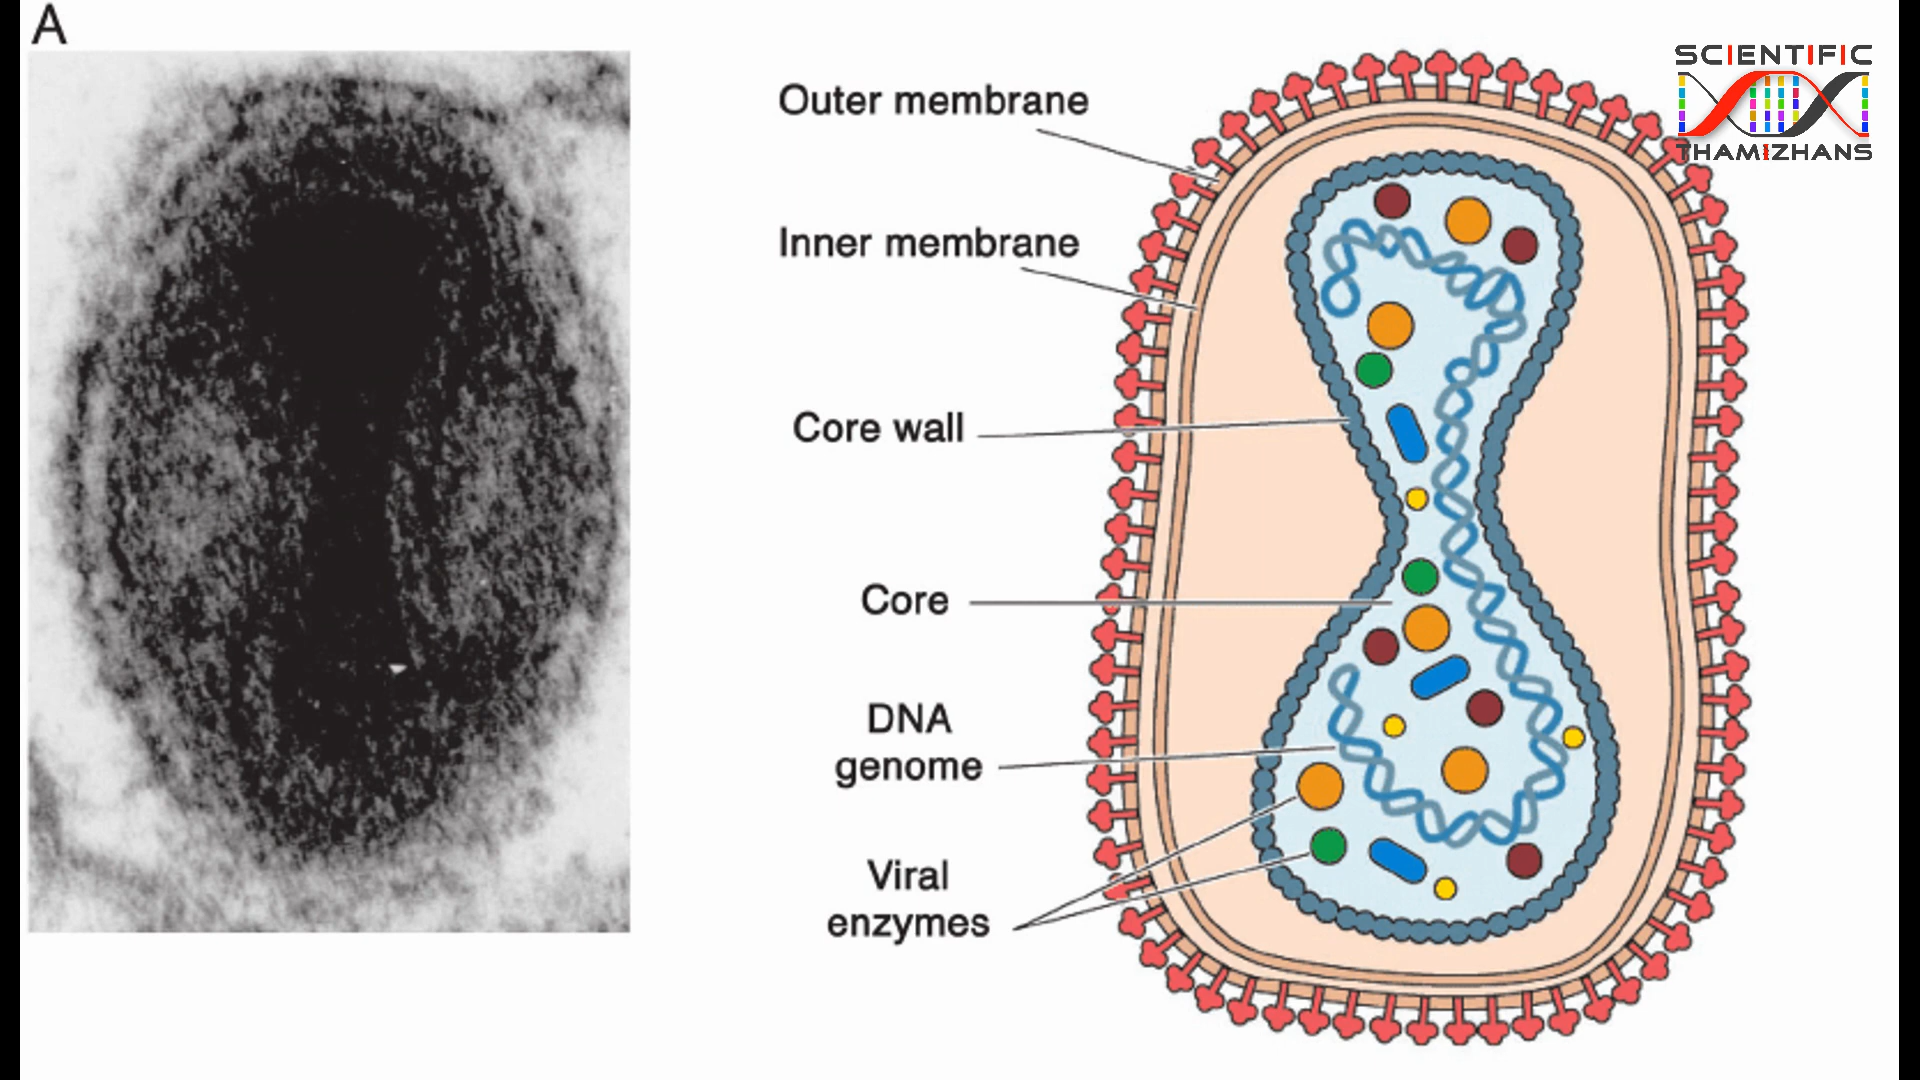 A
SCIENTIFIC
THAMIZHANS
Outer membrane
Inner membrane
Core wall
Core
DNA
genome
Viral
enzymes